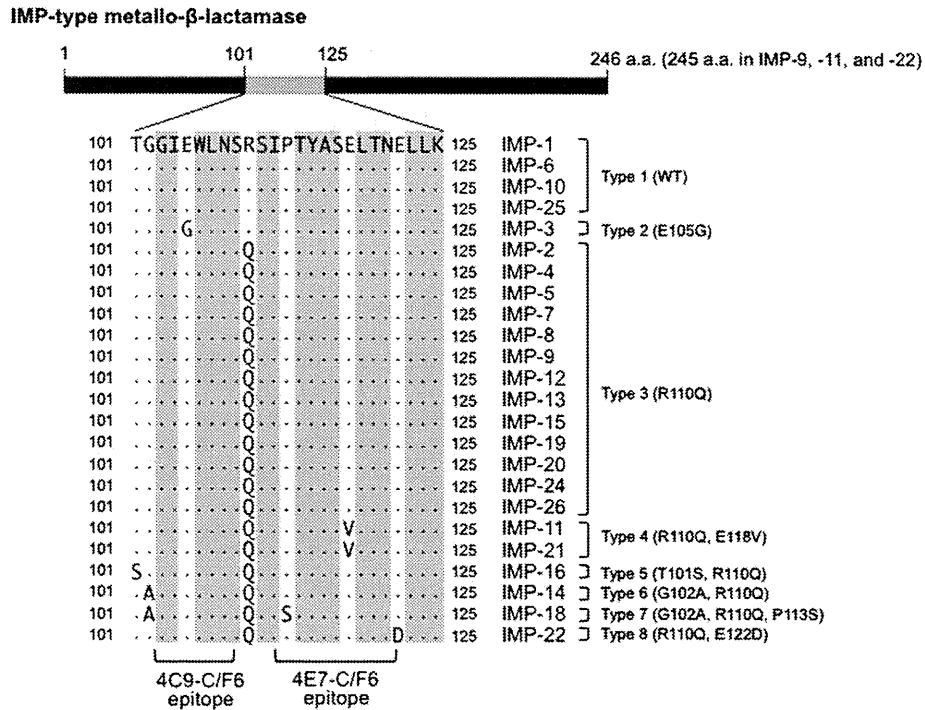 IMP-type metallo-β-lactamase
1 101 125 246 a.a. (245 a.a. in IMP-9, -11, and -22)
101 TGGIEWLNSRSIPTYASELTNELLK 125 IMP-1
101 ......................... 125 IMP-6
101 ......................... 125 IMP-10
101 ......................... 125 IMP-25
Type 1 (WT)
101 ....G.................... 125 IMP-3 Type 2 (E105G)
101 .........Q............... 125 IMP-2
101 .........Q............... 125 IMP-4
101 .........Q............... 125 IMP-5
101 .........Q............... 125 IMP-7
101 .........Q............... 125 IMP-8
101 .........Q............... 125 IMP-9
101 .........Q............... 125 IMP-12
101 .........Q............... 125 IMP-13
101 .........Q............... 125 IMP-15
101 .........Q............... 125 IMP-19
101 .........Q............... 125 IMP-20
101 .........Q............... 125 IMP-24
101 .........Q............... 125 IMP-26
Type 3 (R110Q)
101 .........Q.......V....... 125 IMP-11
101 .........Q.......V....... 125 IMP-21
Type 4 (R110Q, E118V)
101 S........Q............... 125 IMP-16 Type 5 (T101S, R110Q)
101 .A.......Q............... 125 IMP-14 Type 6 (G102A, R110Q)
101 .A.......Q..S............ 125 IMP-18 Type 7 (G102A, R110Q, P113S)
101 .........Q...........D... 125 IMP-22 Type 8 (R110Q, E122D)
4C9-C/F6 4E7-C/F6
epitope epitope